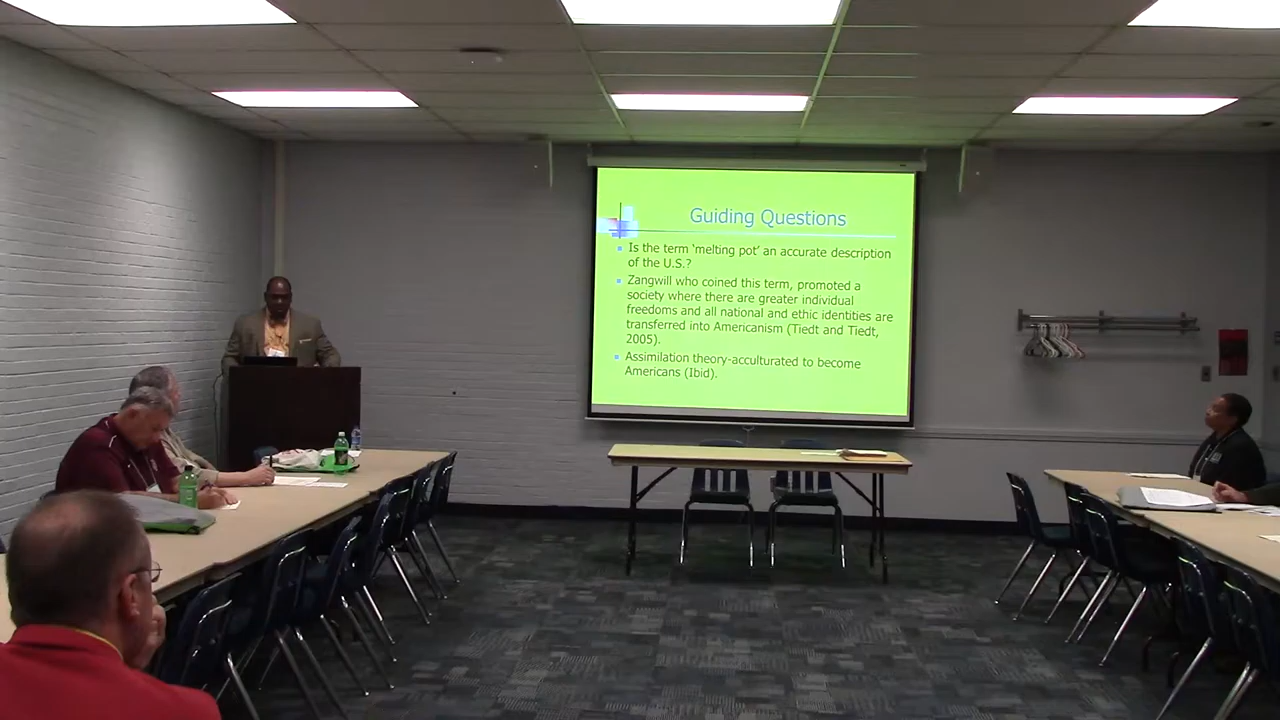 Guiding Questions
Is the term 'melting pot' an accurate description
of the U.S.?
Zangwill who coined this term, promoted a
society where there are greater individual
freedoms and all national and ethic identities are
transferred into Americanism (Tiedt and Tiedt,
2005).
Assimilation theory-acculturated to become
Americans (Ibid).